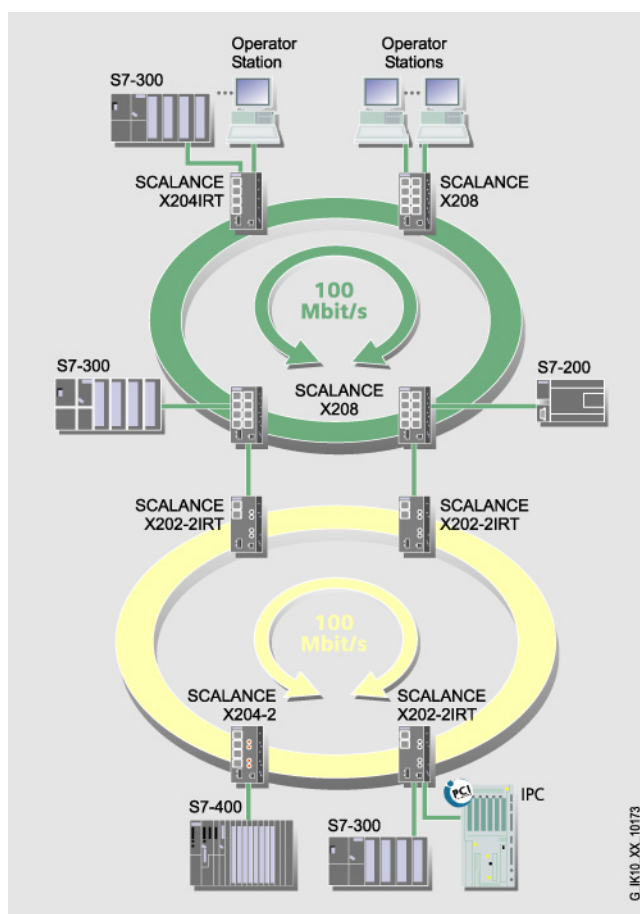 Operator
Station
Operator
Stations
S7-300
SCALANCE
X204IRT
SCALANCE
X208
100
Mbit/s
S7-300
SCALANCE
X208
S7-200
SCALANCE
X202-2IRT
SCALANCE
X202-2IRT
100
Mbit/s
SCALANCE
X204-2
SCALANCE
X202-2IRT
PCI
IPC
S7-400
S7-300
G_IK10_XX_10173